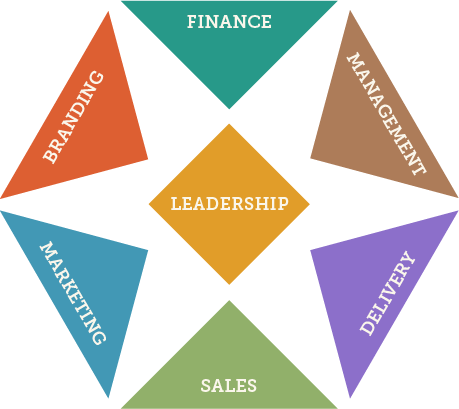 FINANCE
BRANDING
MANAGEMENT
LEADERSHIP
MARKETING
DELIVERY
SALES